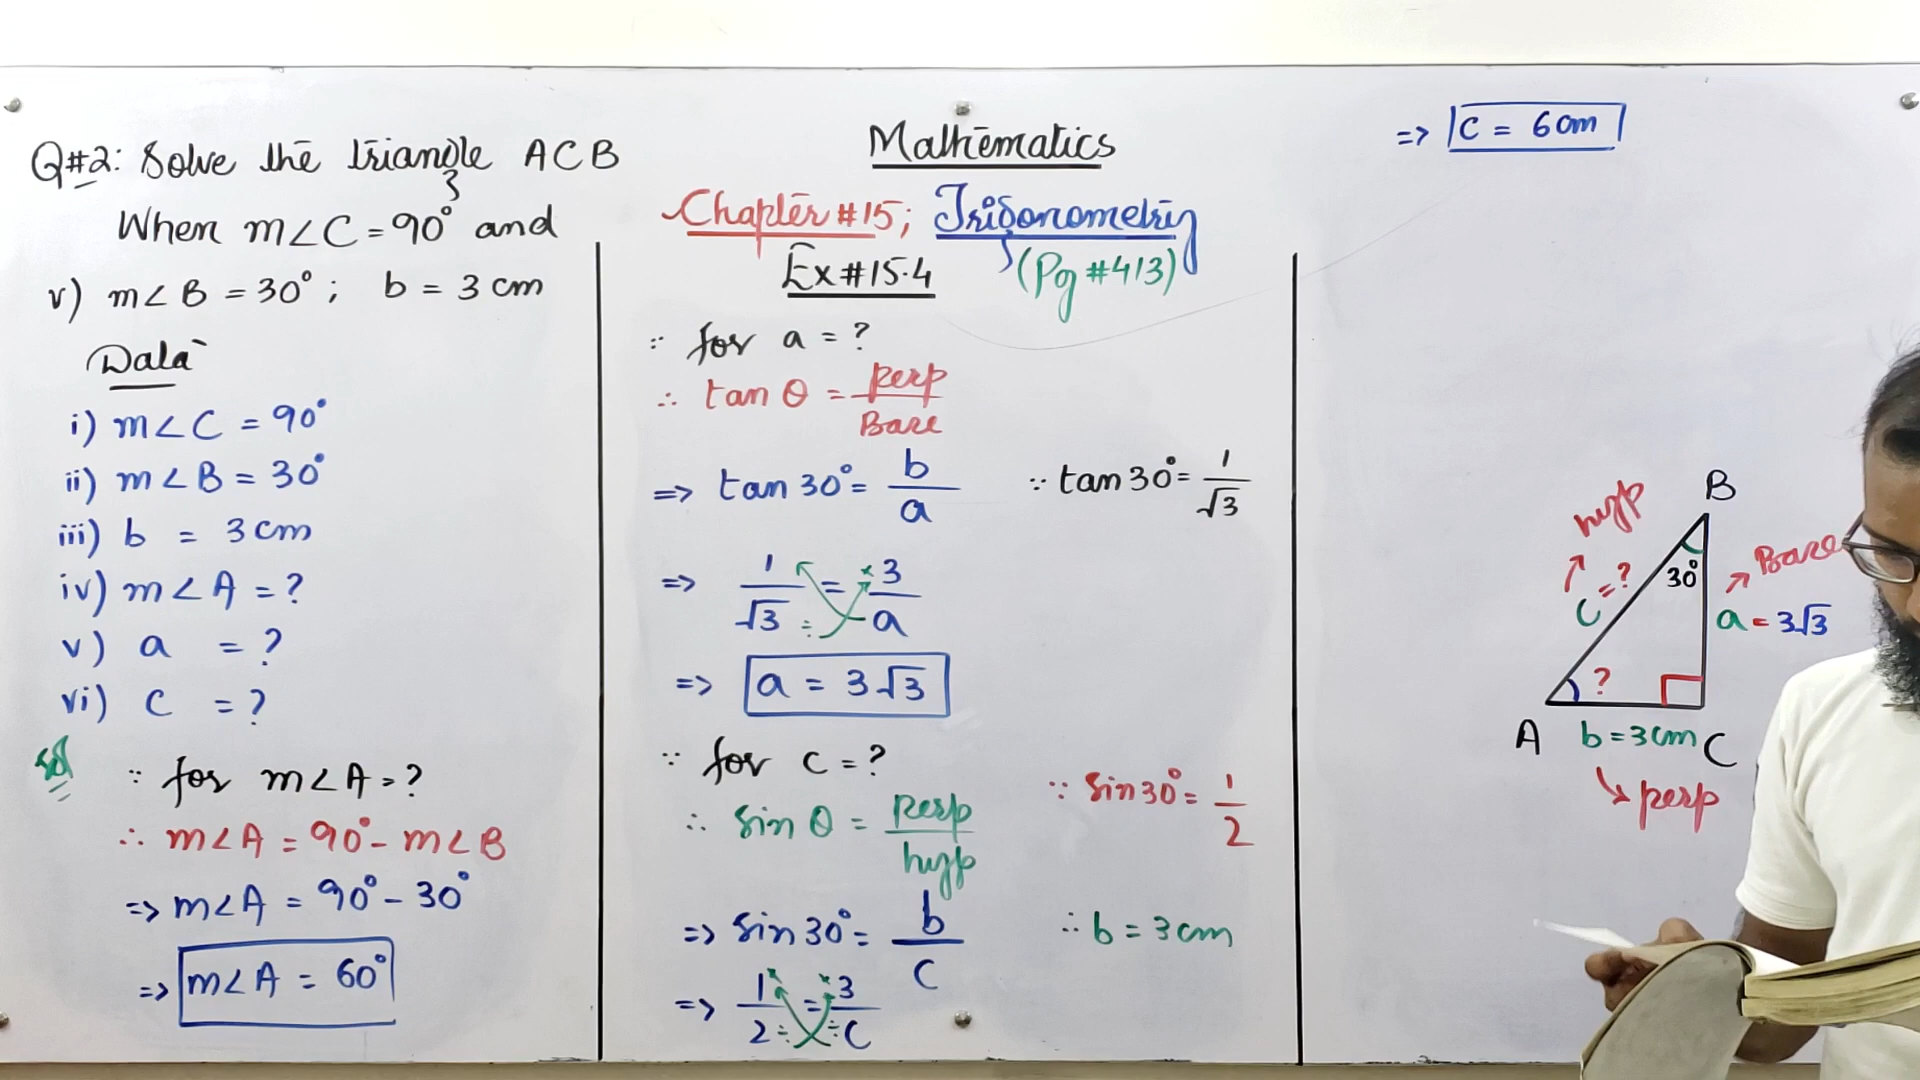 Q#2: Solve the triangle ACB
When m∠C = 90° and
v) m∠B = 30° ; b = 3 cm
Data
i) m∠C = 90°
ii) m∠B = 30°
iii) b = 3 cm
iv) m∠A = ?
v) a = ?
vi) c = ?
Sol
∵ for m∠A = ?
∴ m∠A = 90° - m∠B
=> m∠A = 90° - 30°
=> m∠A = 60°
Mathematics
Chapter #15; Trigonometry
Ex#15.4 (Pg #413)
∵ for a = ?
∴ tan θ = perp / Base
=> tan 30° = b / a ∵ tan 30° = 1 / √3
=> 1 / √3 = 3 / a
=> a = 3√3
∵ for c = ?
∴ sin θ = perp / hyp ∵ sin 30° = 1 / 2
=> sin 30° = b / c ∴ b = 3 cm
=> 1 / 2 = 3 / c
=> c = 6 cm
B
hyp
30°
Base
c = ?
a = 3√3
?
A b = 3 cm C
perp